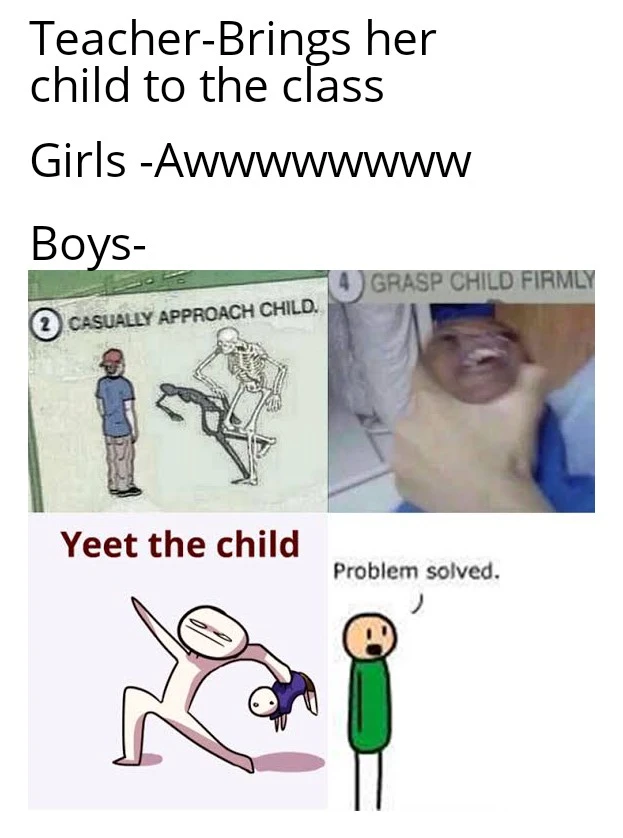 Teacher-Brings her
child to the class
Girls -Awwwwwwwww
Boys-
2 CASUALLY APPROACH CHILD.
4 GRASP CHILD FIRMLY
Yeet the child
Problem solved.